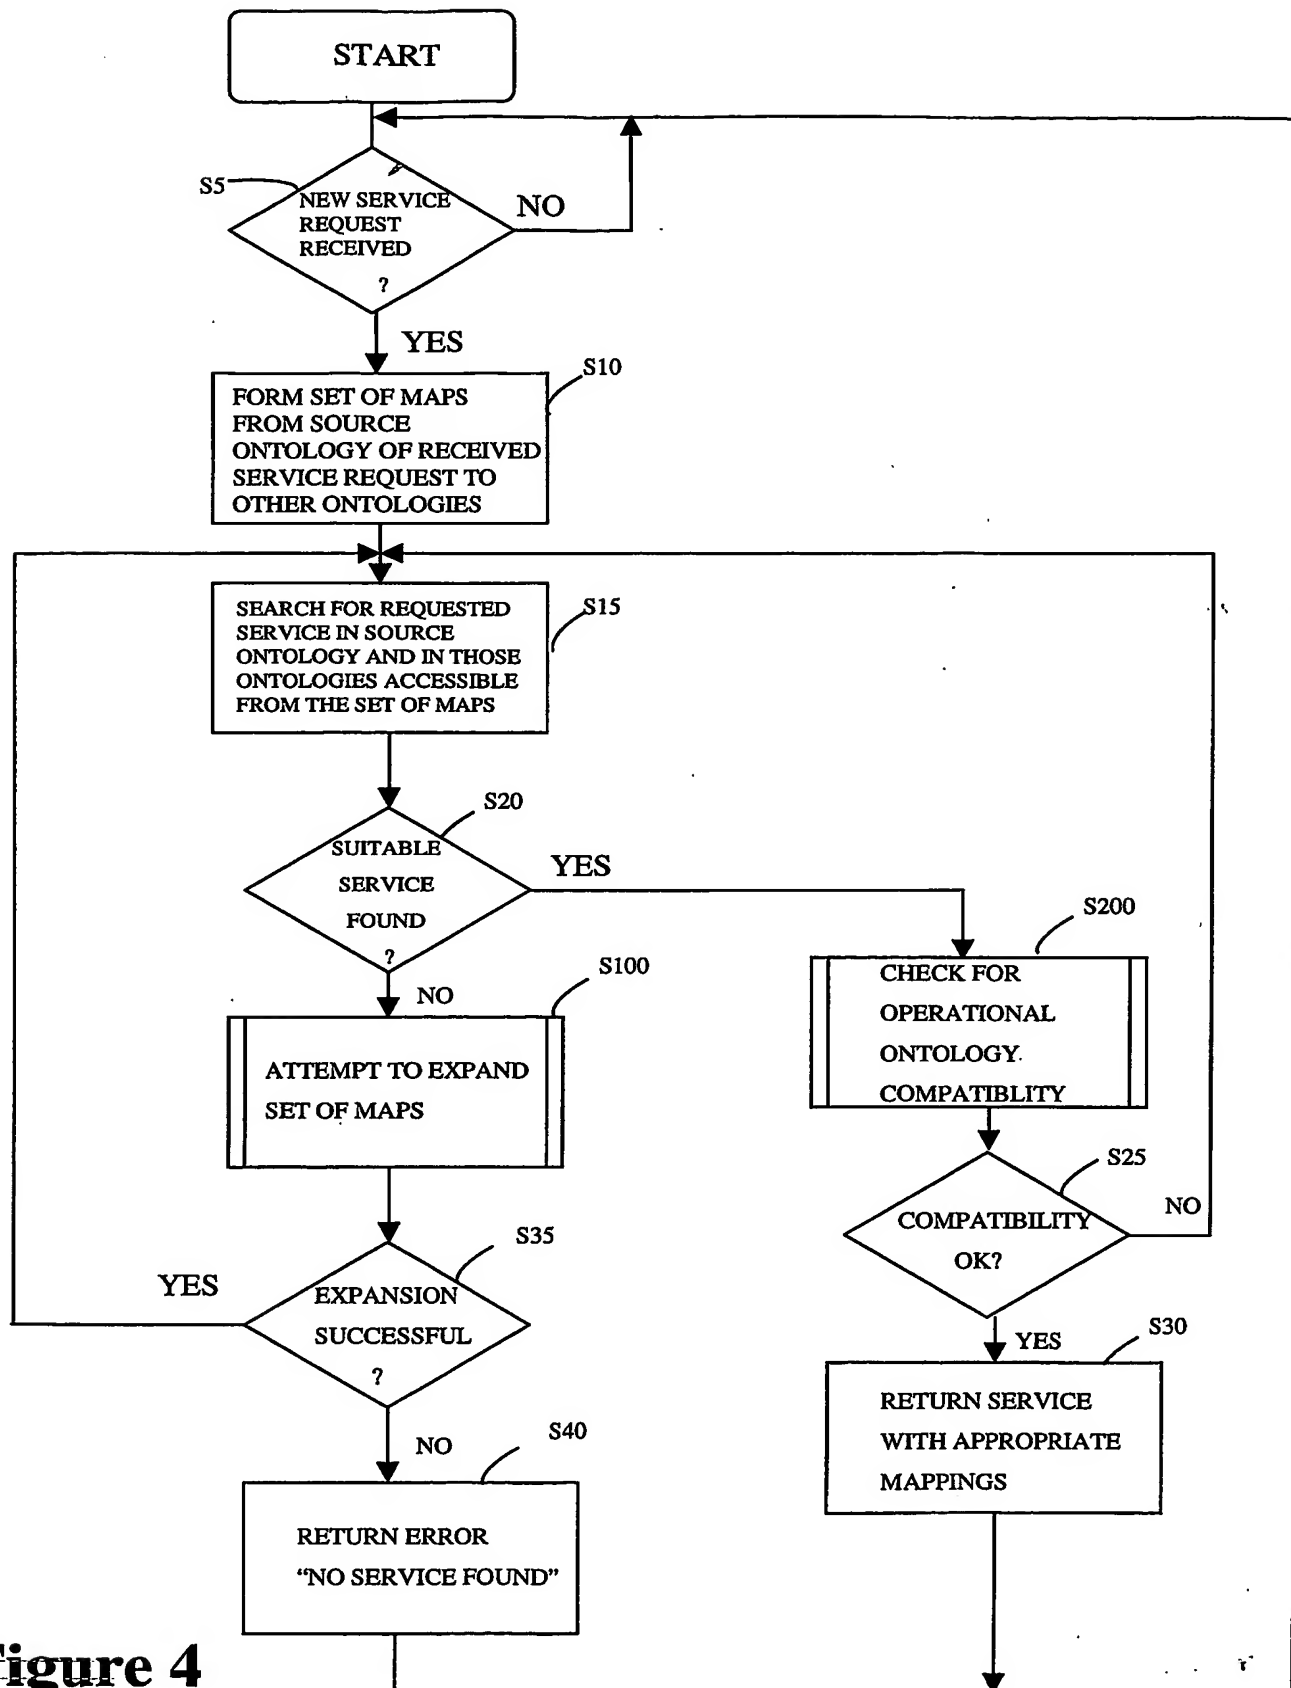 START
S5
NEW SERVICE
REQUEST
RECEIVED
?
NO
YES
S10
FORM SET OF MAPS
FROM SOURCE
ONTOLOGY OF RECEIVED
SERVICE REQUEST TO
OTHER ONTOLOGIES
S15
SEARCH FOR REQUESTED
SERVICE IN SOURCE
ONTOLOGY AND IN THOSE
ONTOLOGIES ACCESSIBLE
FROM THE SET OF MAPS
S20
SUITABLE
SERVICE
FOUND
?
YES
NO
S200
CHECK FOR
OPERATIONAL
ONTOLOGY.
COMPATIBLITY
S100
ATTEMPT TO EXPAND
SET OF MAPS
S25
COMPATIBILITY
OK?
NO
YES
S35
EXPANSION
SUCCESSFUL
?
YES
NO
S30
RETURN SERVICE
WITH APPROPRIATE
MAPPINGS
S40
RETURN ERROR
“NO SERVICE FOUND”
Figure 4